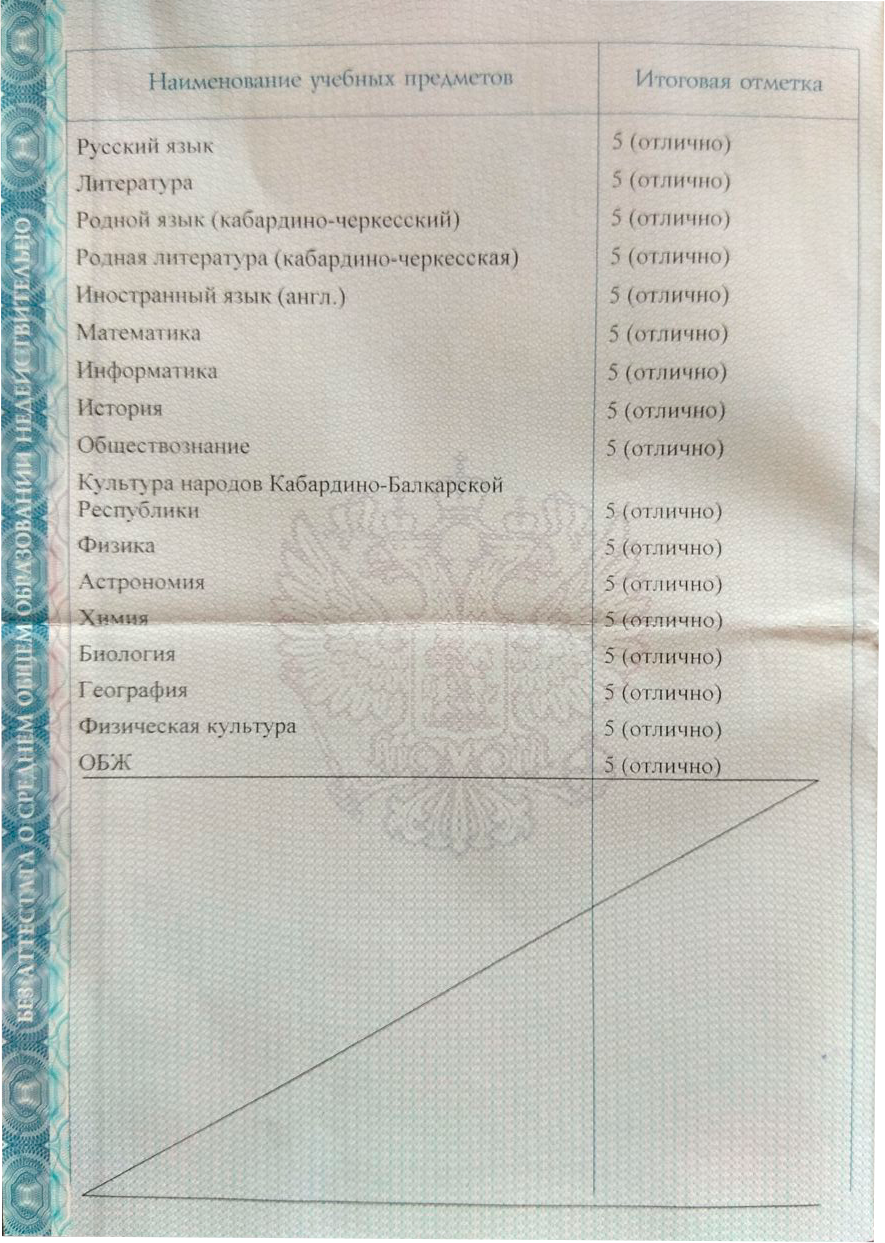 Наименование учебных предметов Итоговая отметка
Русский язык 5 (отлично)
Литература 5 (отлично)
Родной язык (кабардино-черкесский) 5 (отлично)
Родная литература (кабардино-черкесская) 5 (отлично)
Иностранный язык (англ.) 5 (отлично)
Математика 5 (отлично)
Информатика 5 (отлично)
История 5 (отлично)
Обществознание 5 (отлично)
Культура народов Кабардино-Балкарской
Республики 5 (отлично)
Физика 5 (отлично)
Астрономия 5 (отлично)
Химия 5 (отлично)
Биология 5 (отлично)
География 5 (отлично)
Физическая культура 5 (отлично)
ОБЖ 5 (отлично)
БЕЗ АТТЕСТАТА О СРЕДНЕМ ОБЩЕМ ОБРАЗОВАНИИ НЕДЕЙСТВИТЕЛЬНО